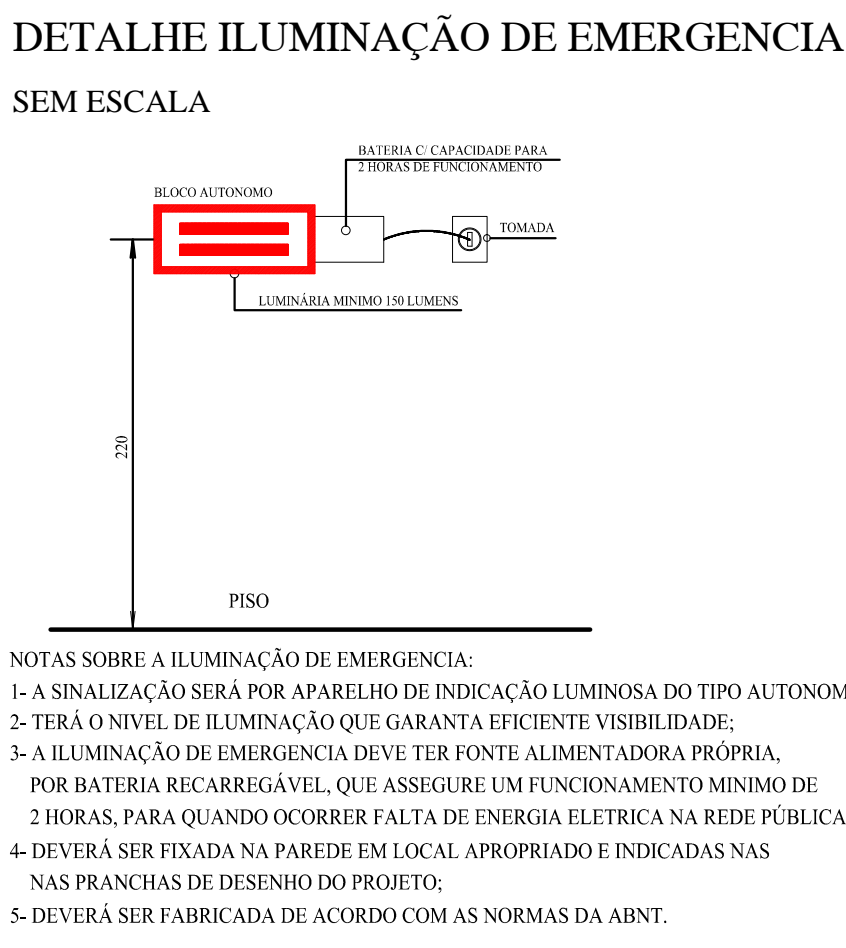 DETALHE ILUMINAÇÃO DE EMERGENCIA
SEM ESCALA
BATERIA C/ CAPACIDADE PARA
2 HORAS DE FUNCIONAMENTO
BLOCO AUTONOMO
TOMADA
LUMINÁRIA MINIMO 150 LUMENS
220
PISO
NOTAS SOBRE A ILUMINAÇÃO DE EMERGENCIA:
1- A SINALIZAÇÃO SERÁ POR APARELHO DE INDICAÇÃO LUMINOSA DO TIPO AUTONOM
2- TERÁ O NIVEL DE ILUMINAÇÃO QUE GARANTA EFICIENTE VISIBILIDADE;
3- A ILUMINAÇÃO DE EMERGENCIA DEVE TER FONTE ALIMENTADORA PRÓPRIA,
POR BATERIA RECARREGÁVEL, QUE ASSEGURE UM FUNCIONAMENTO MINIMO DE
2 HORAS, PARA QUANDO OCORRER FALTA DE ENERGIA ELETRICA NA REDE PÚBLICA
4- DEVERÁ SER FIXADA NA PAREDE EM LOCAL APROPRIADO E INDICADAS NAS
NAS PRANCHAS DE DESENHO DO PROJETO;
5- DEVERÁ SER FABRICADA DE ACORDO COM AS NORMAS DA ABNT.